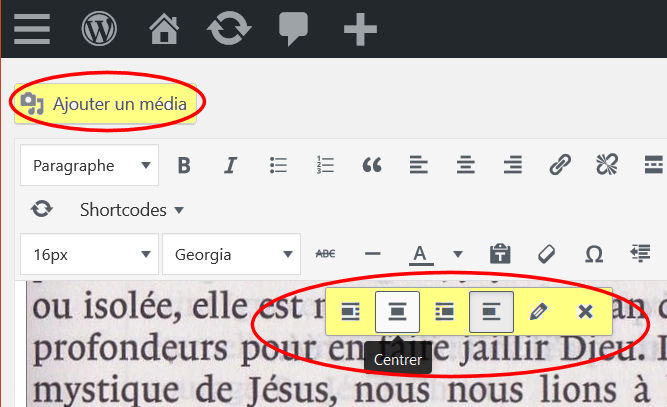 Ajouter un média
Paragraphe B I
Shortcodes
16px Georgia ABC A T Ω
ou isolée, elle est
profondeurs pour en faire jaillir Dieu.
Centrer
mystique de Jésus, nous nous lions à